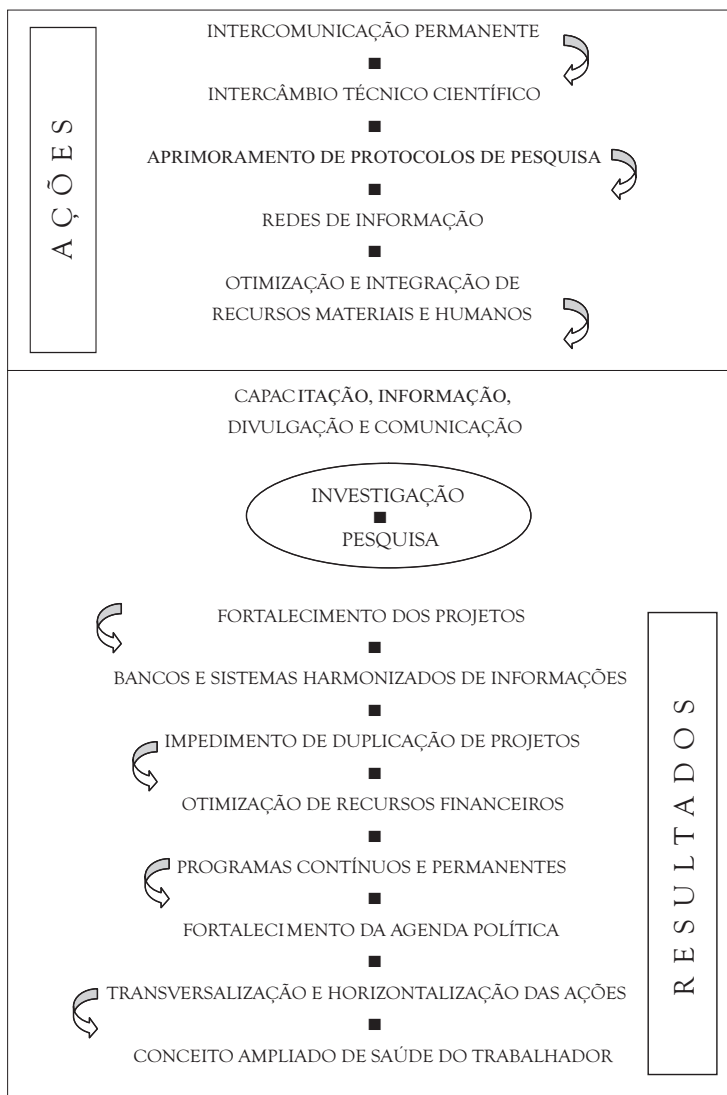 AÇÕES
INTERCOMUNICAÇÃO PERMANENTE
INTERCÂMBIO TÉCNICO CIENTÍFICO
APRIMORAMENTO DE PROTOCOLOS DE PESQUISA
REDES DE INFORMAÇÃO
OTIMIZAÇÃO E INTEGRAÇÃO DE
RECURSOS MATERIAIS E HUMANOS
CAPACITAÇÃO, INFORMAÇÃO,
DIVULGAÇÃO E COMUNICAÇÃO
INVESTIGAÇÃO
PESQUISA
RESULTADOS
FORTALECIMENTO DOS PROJETOS
BANCOS E SISTEMAS HARMONIZADOS DE INFORMAÇÕES
IMPEDIMENTO DE DUPLICAÇÃO DE PROJETOS
OTIMIZAÇÃO DE RECURSOS FINANCEIROS
PROGRAMAS CONTÍNUOS E PERMANENTES
FORTALECIMENTO DA AGENDA POLÍTICA
TRANSVERSALIZAÇÃO E HORIZONTALIZAÇÃO DAS AÇÕES
CONCEITO AMPLIADO DE SAÚDE DO TRABALHADOR